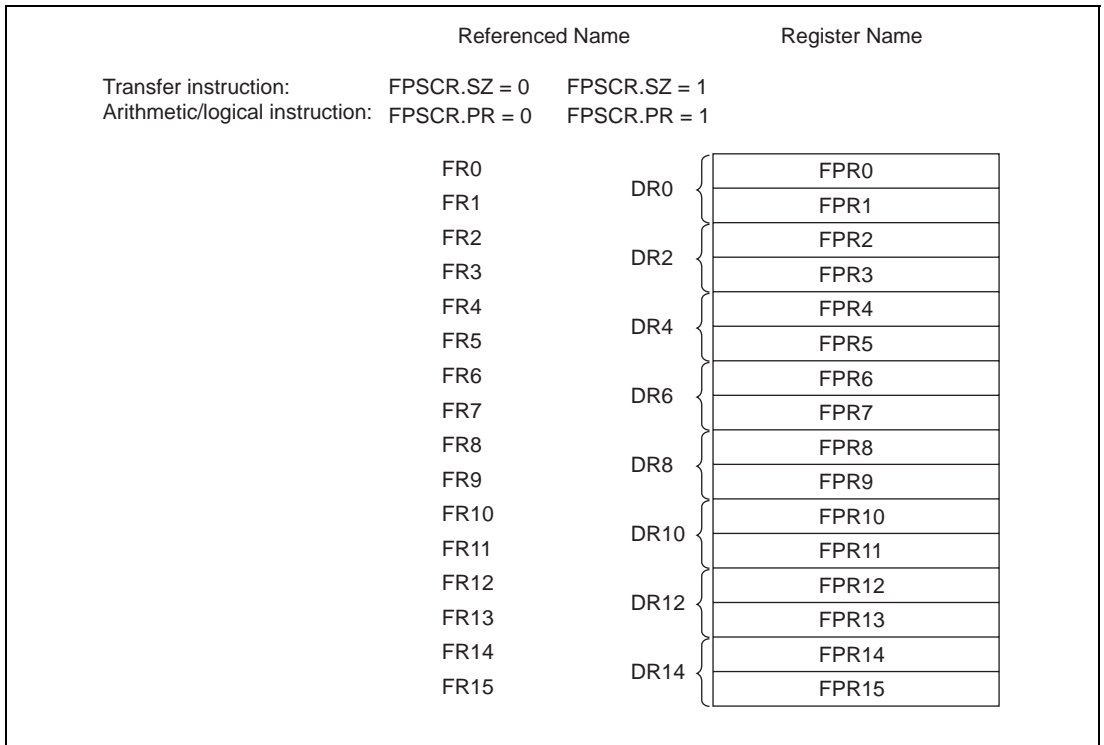 Referenced Name Register Name
Transfer instruction: FPSCR.SZ = 0 FPSCR.SZ = 1
Arithmetic/logical instruction: FPSCR.PR = 0 FPSCR.PR = 1
FR0 FPR0
DR0
FR1 FPR1
FR2 FPR2
DR2
FR3 FPR3
FR4 FPR4
DR4
FR5 FPR5
FR6 FPR6
DR6
FR7 FPR7
FR8 FPR8
DR8
FR9 FPR9
FR10 FPR10
DR10
FR11 FPR11
FR12 FPR12
DR12
FR13 FPR13
FR14 FPR14
DR14
FR15 FPR15